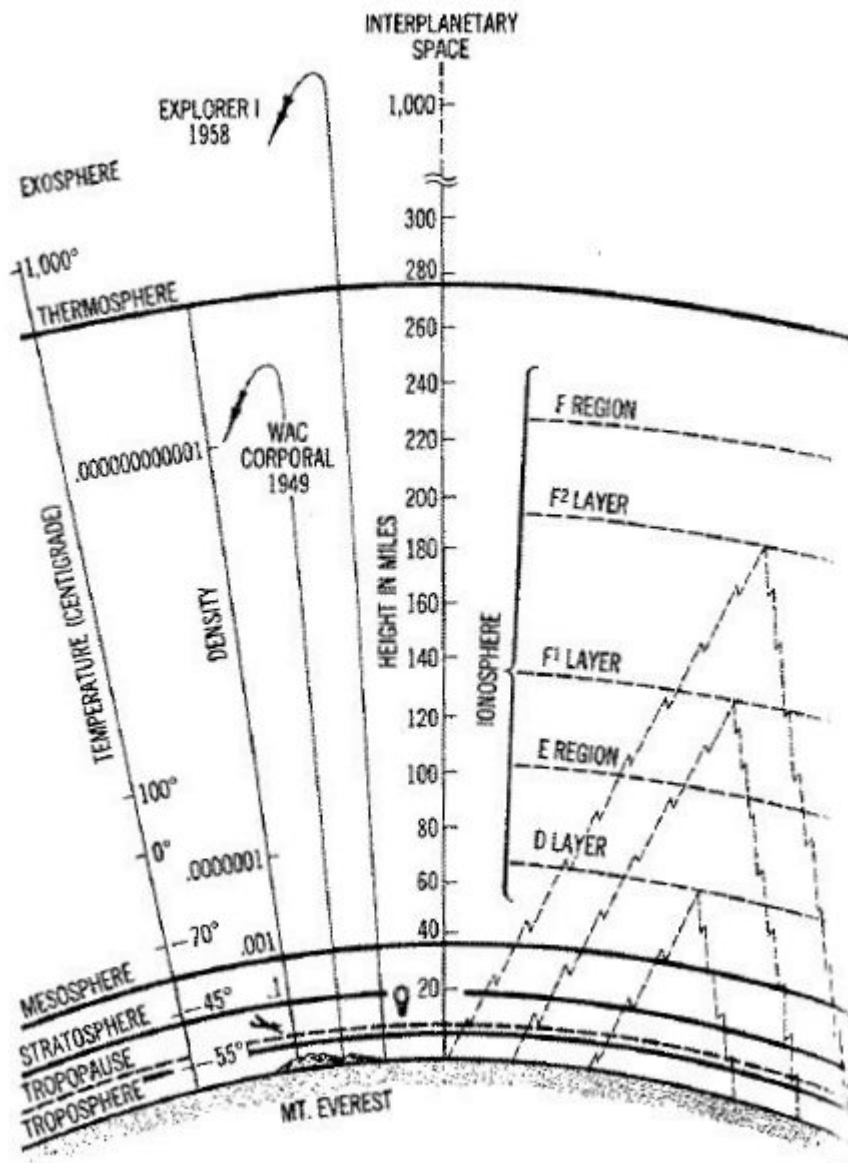 INTERPLANETARY
SPACE
EXPLORER I
1958
1,000
EXOSPHERE
300
1,000°
280
THERMOSPHERE
260
240
F REGION
WAC
CORPORAL
1949
220
.000000000001
200
F2 LAYER
180
TEMPERATURE (CENTIGRADE)
DENSITY
HEIGHT IN MILES
IONOSPHERE
160
140
F1 LAYER
120
E REGION
100
100°
80
D LAYER
0°
.0000001
60
40
-70°
.001
MESOSPHERE
20
-45°
.1
STRATOSPHERE
-55°
TROPOPAUSE
TROPOSPHERE
MT. EVEREST